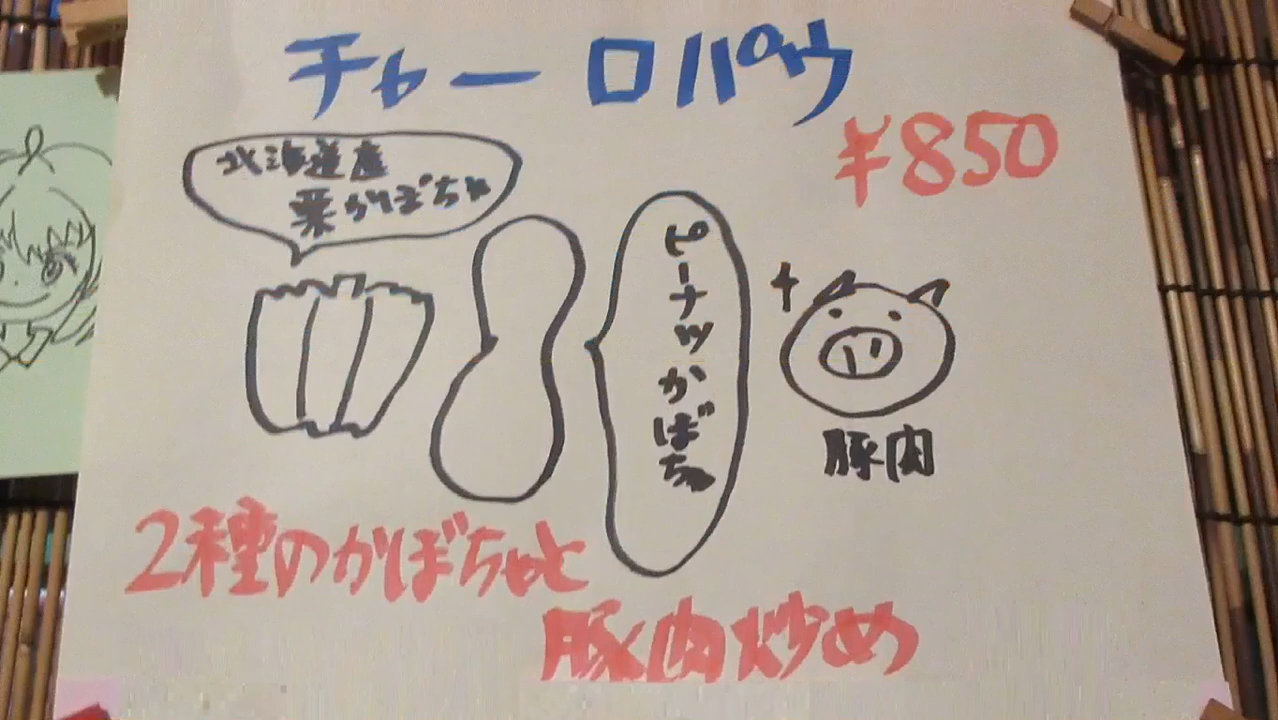 チャーロパウ
¥850
北海道産
栗かぼちゃ
ピーナッツかぼちゃ
+
豚肉
2種のかぼちゃと
豚肉炒め